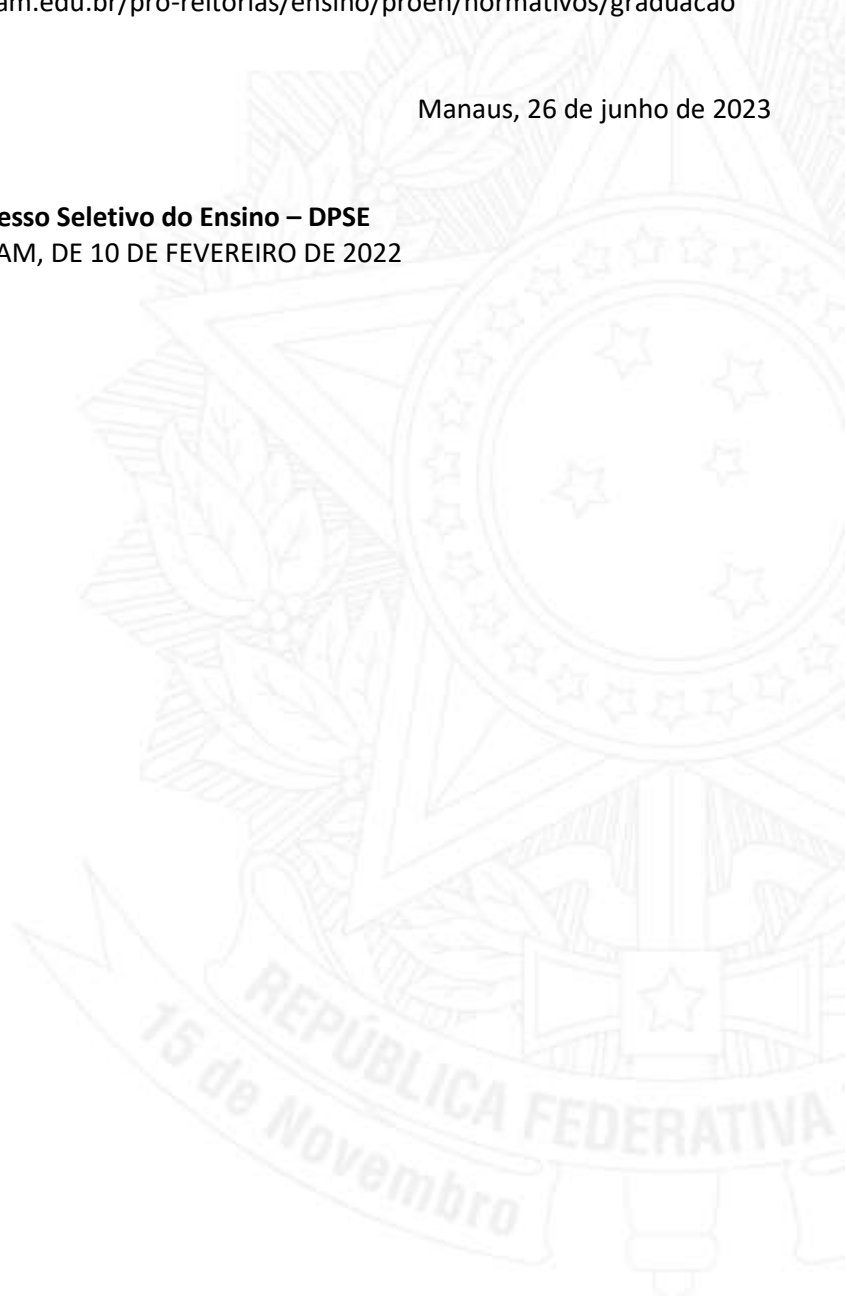 am.edu.br/pro-reitorias/ensino/proen/normativos/graduacao
Manaus, 26 de junho de 2023
esso Seletivo do Ensino – DPSE
AM, DE 10 DE FEVEREIRO DE 2022
REPÚBLICA FEDERATIVA
15 de Novembro